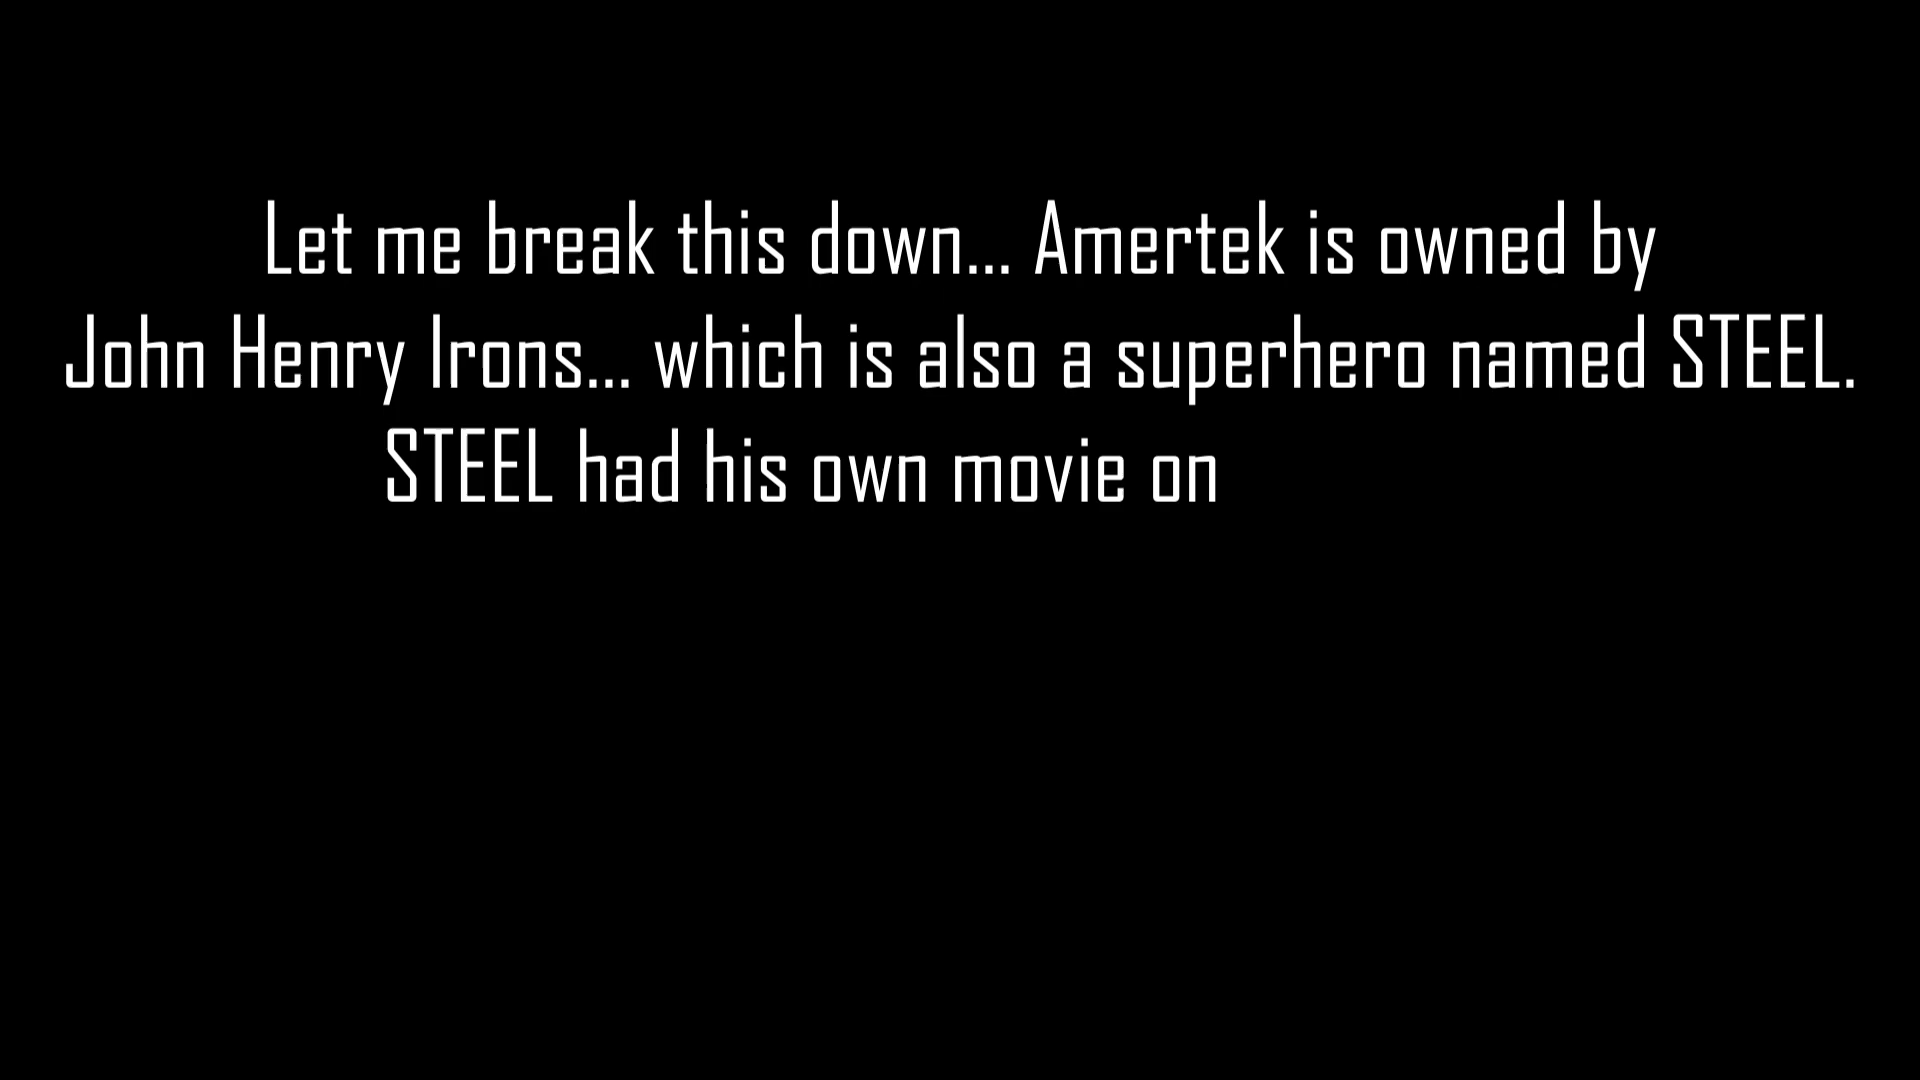 Let me break this down... Amertek is owned by
John Henry Irons... which is also a superhero named STEEL.
STEEL had his own movie on